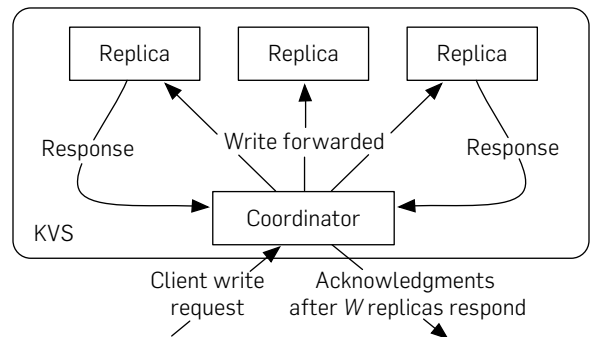 Replica
Replica
Replica
Write forwarded
Response
Response
Coordinator
KVS
Client write
request
Acknowledgments
after W replicas respond